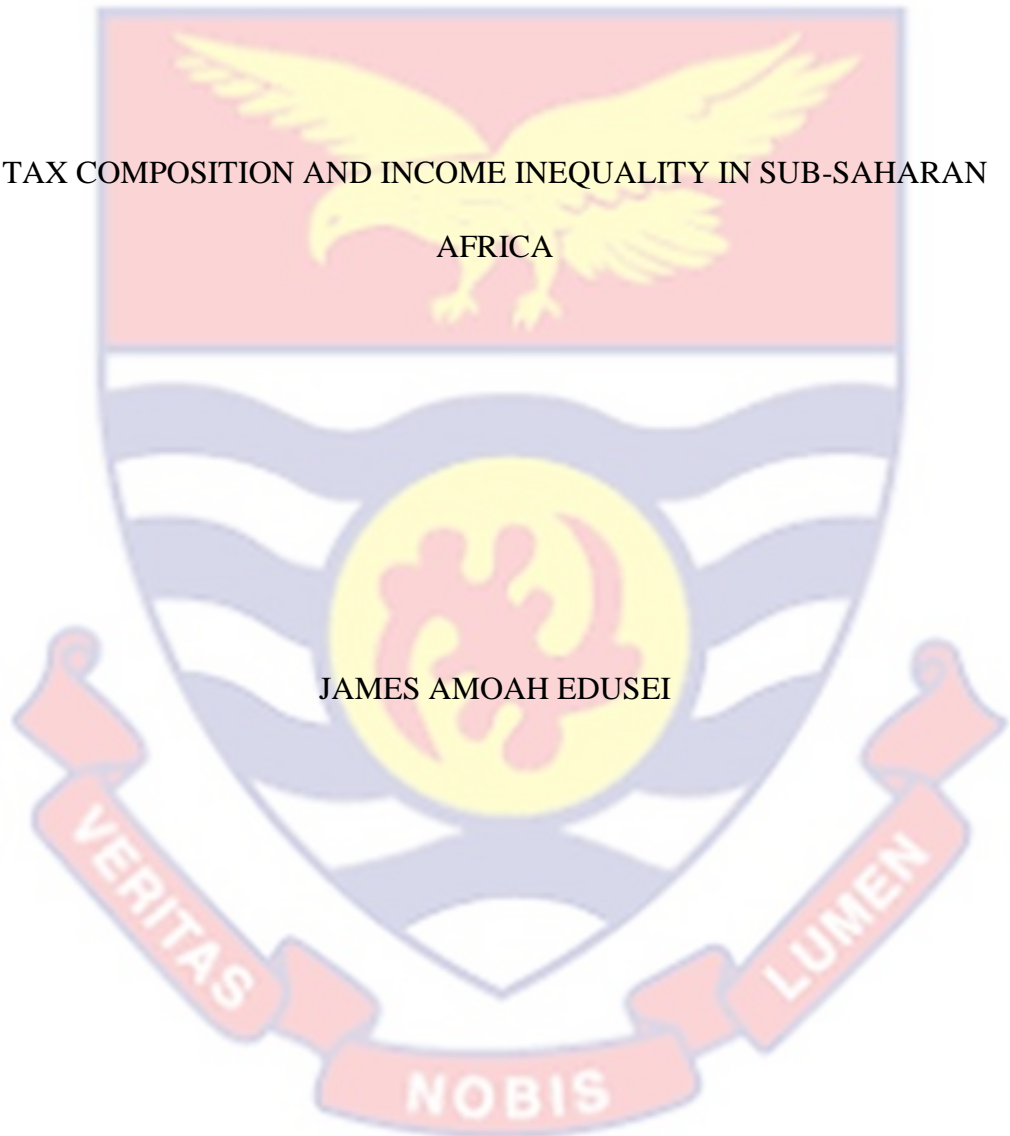 TAX COMPOSITION AND INCOME INEQUALITY IN SUB-SAHARAN
AFRICA
JAMES AMOAH EDUSEI
VERITAS
NOBIS
LUMEN